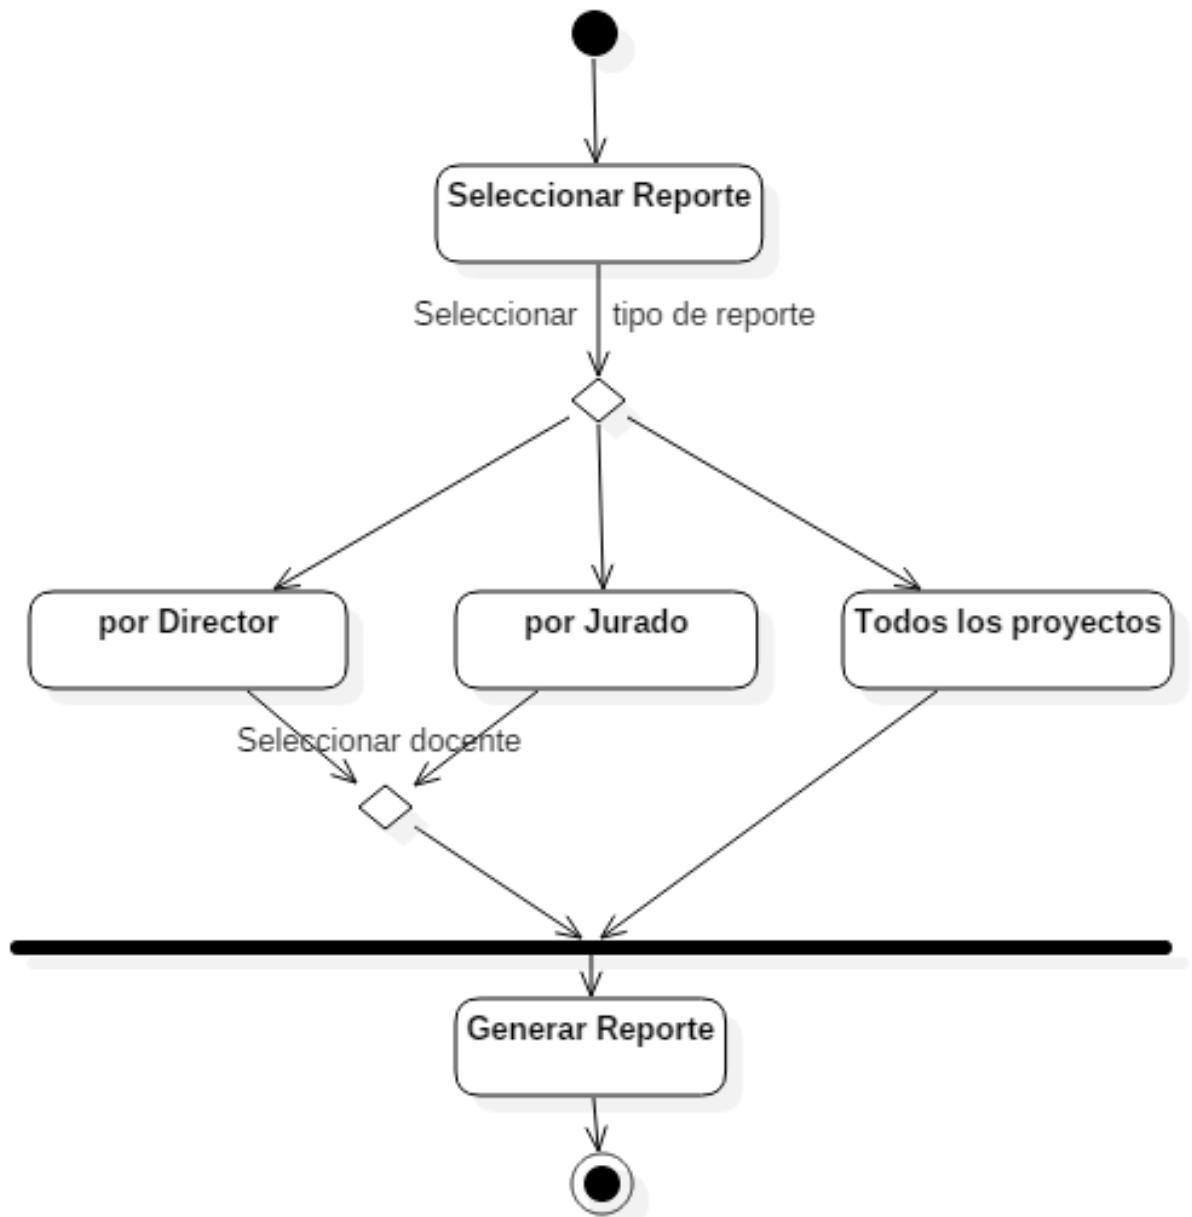 Seleccionar Reporte
Seleccionar tipo de reporte
por Director
por Jurado
Todos los proyectos
Seleccionar docente
Generar Reporte